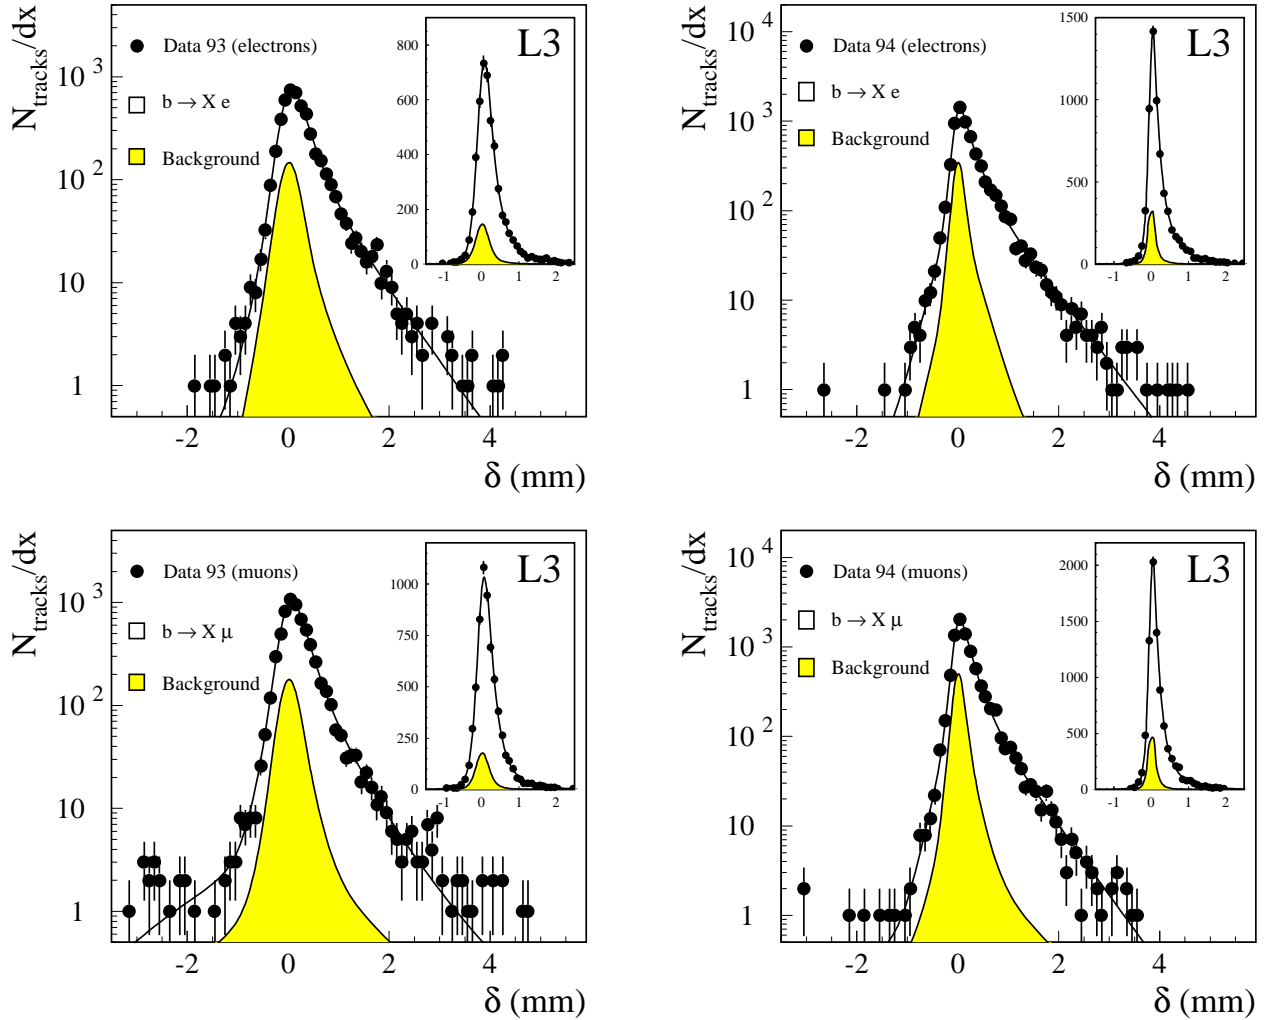 N_tracks/dx
L3
Data 93 (electrons)
b → X e
Background
10^3
10^2
10
1
-2 0 2 4
δ (mm)
800
600
400
200
0
-1 0 1 2
N_tracks/dx
L3
Data 94 (electrons)
b → X e
Background
10^4
10^3
10^2
10
1
-2 0 2 4
δ (mm)
1500
1000
500
0
-1 0 1 2
N_tracks/dx
L3
Data 93 (muons)
b → X μ
Background
10^3
10^2
10
1
-2 0 2 4
δ (mm)
1000
750
500
250
0
-1 0 1 2
N_tracks/dx
L3
Data 94 (muons)
b → X μ
Background
10^4
10^3
10^2
10
1
-2 0 2 4
δ (mm)
2000
1500
1000
500
0
-1 0 1 2